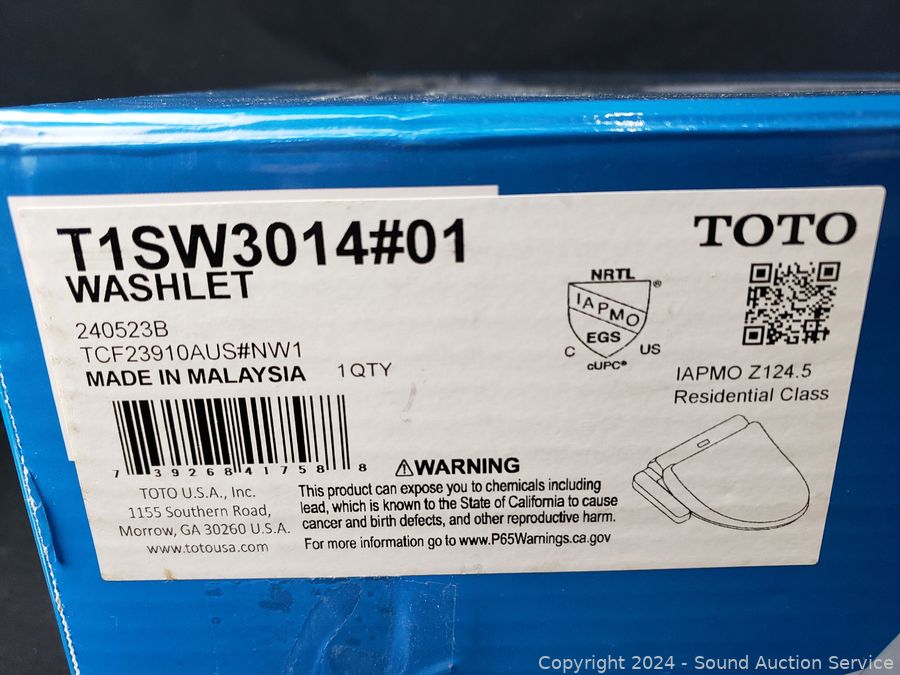 T1SW3014#01
WASHLET
TOTO
240523B
TCF23910AUS#NW1
MADE IN MALAYSIA 1QTY
NRTL
®
IAPMO
EGS
C US
cUPC®
IAPMO Z124.5
Residential Class
7 39268 41758 8
TOTO U.S.A., Inc.
1155 Southern Road,
Morrow, GA 30260 U.S.A.
www.totousa.com
⚠WARNING
This product can expose you to chemicals including
lead, which is known to the State of California to cause
cancer and birth defects, and other reproductive harm.
For more information go to www.P65Warnings.ca.gov
Copyright 2024 - Sound Auction Service